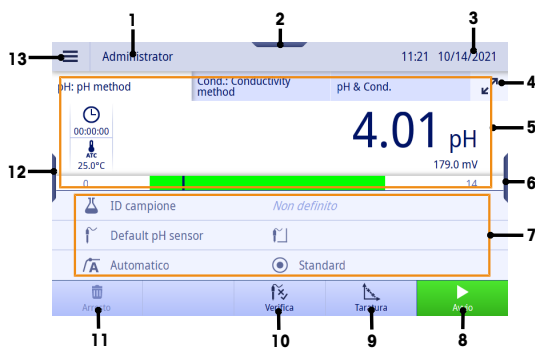 1
2
3
13
Administrator
11:21 10/14/2021
pH: pH method
Cond.: Conductivity method
pH & Cond.
4
00:00:00
ATC
25.0°C
4.01 pH
179.0 mV
5
12
0
14
6
ID campione
Non definito
Default pH sensor
7
A Automatico
Standard
Arresto
Verifica
Taratura
Avvio
11
10
9
8